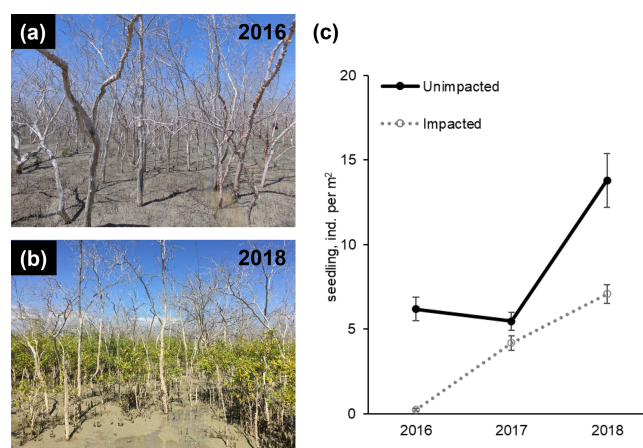 (a)
2016
(b)
2018
(c)
20
15
10
5
0
seedling, ind. per m²
Unimpacted
Impacted
2016 2017 2018